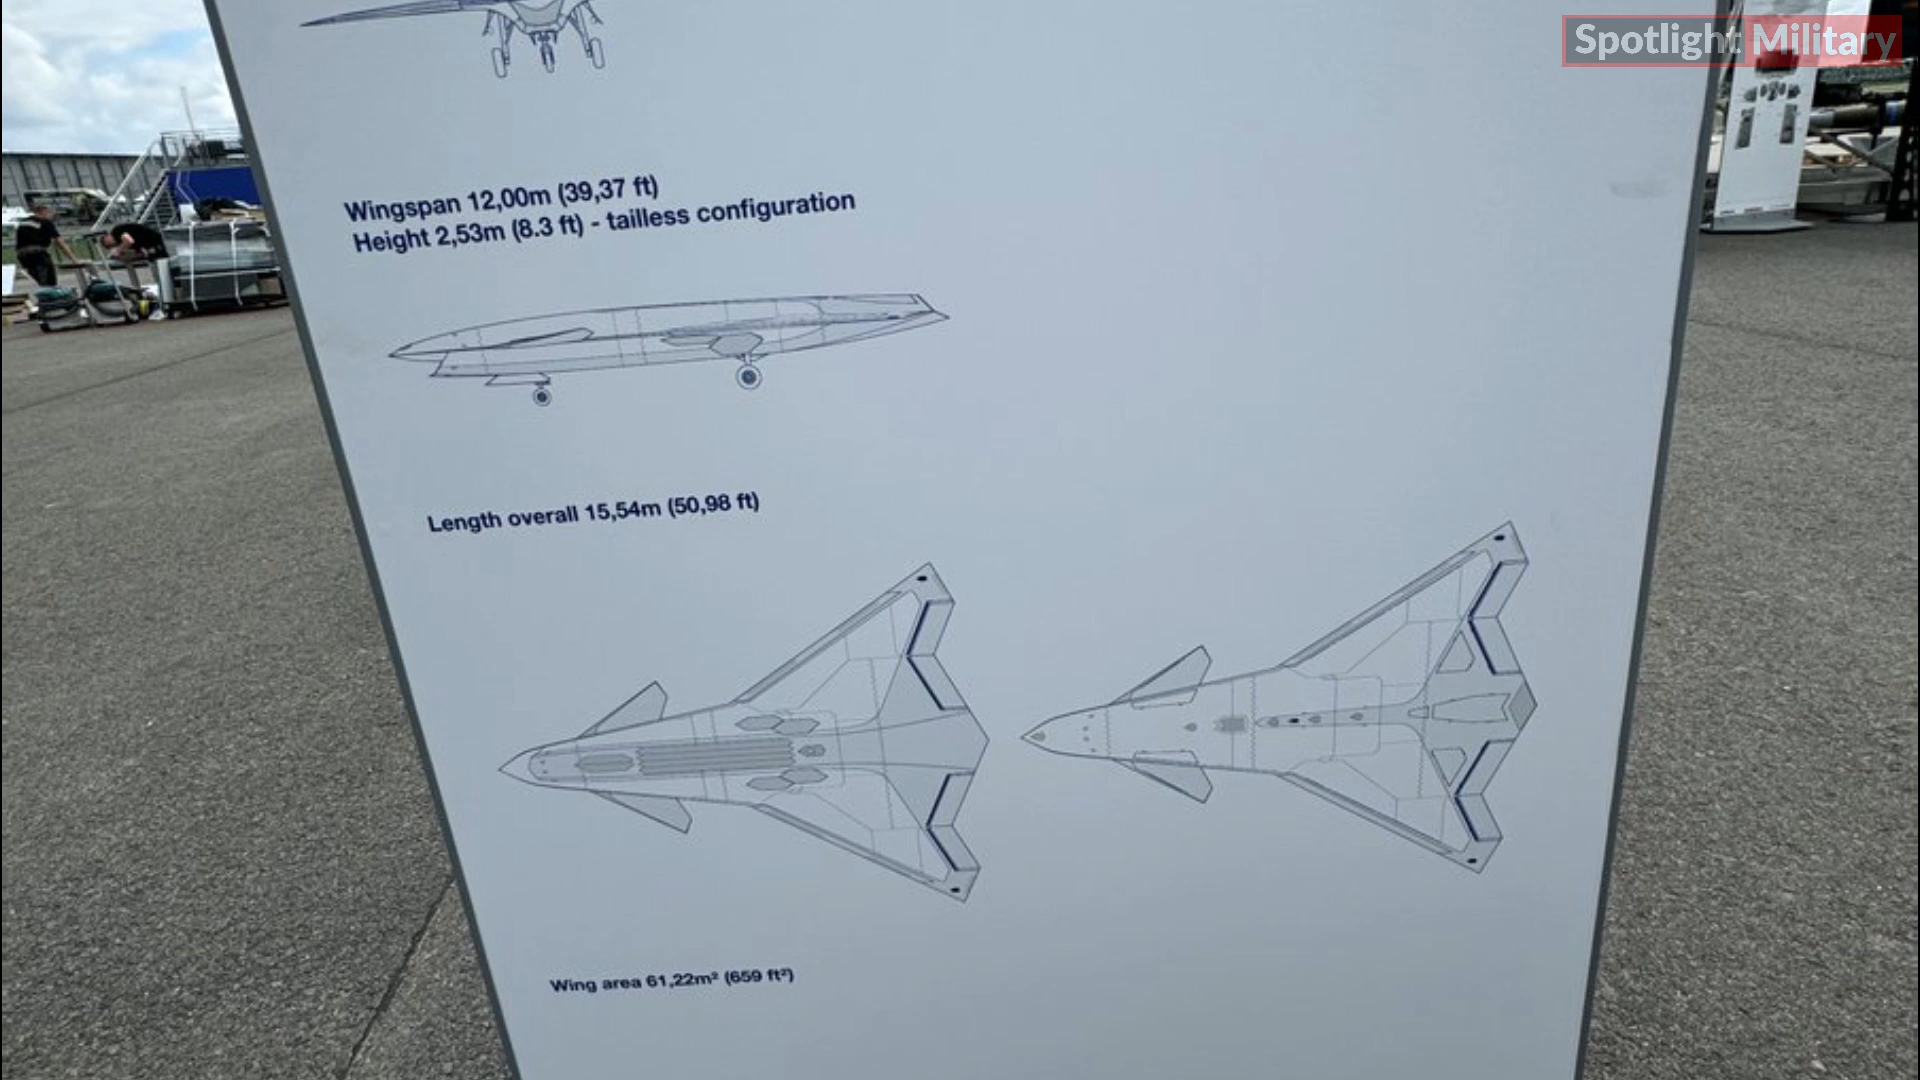 Spotlight Military
Wingspan 12,00m (39,37 ft)
Height 2,53m (8.3 ft) - tailless configuration
Length overall 15,54m (50,98 ft)
Wing area 61,22m² (659 ft²)